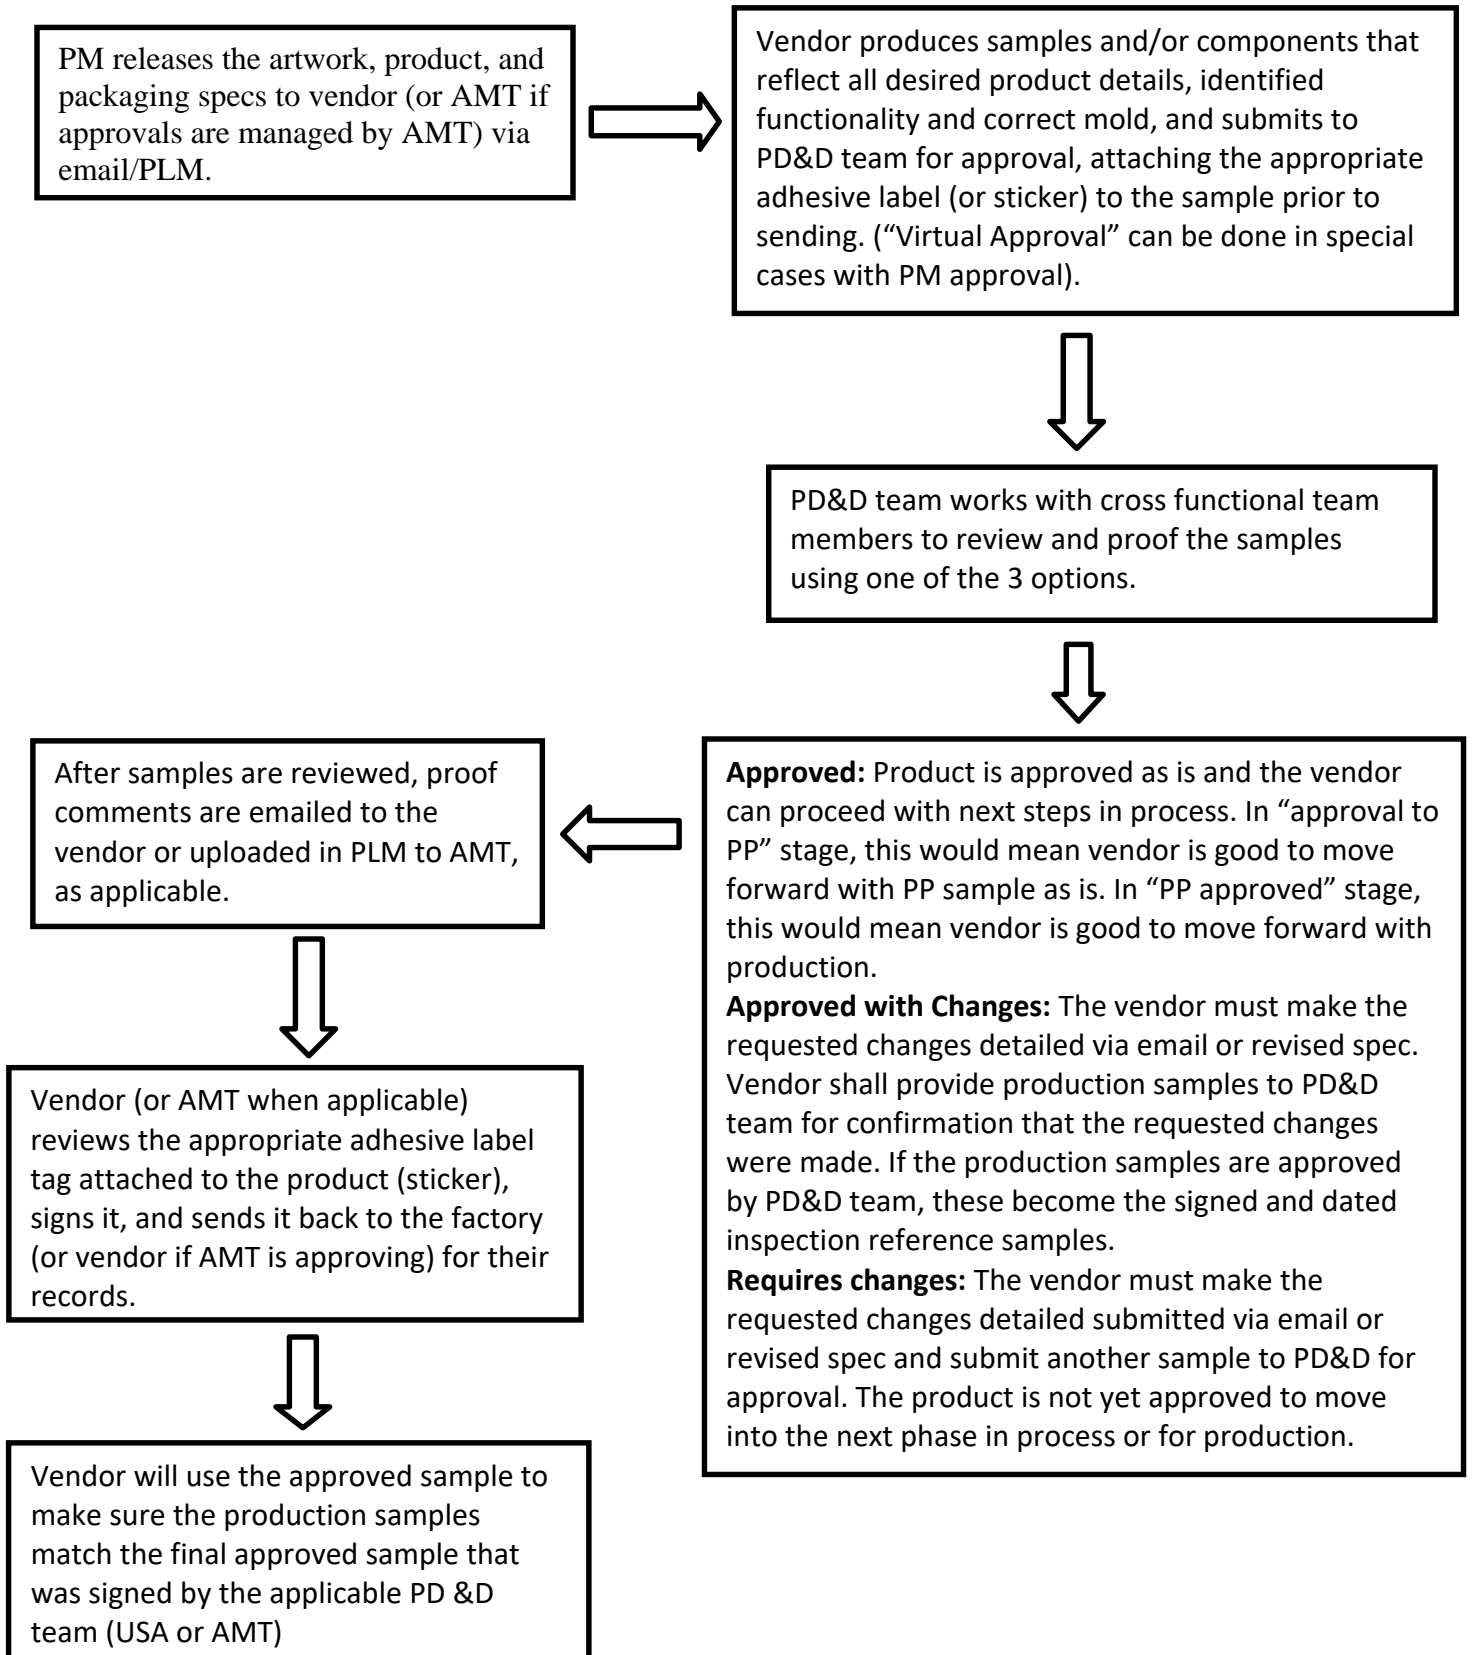 PM releases the artwork, product, and
packaging specs to vendor (or AMT if
approvals are managed by AMT) via
email/PLM.
Vendor produces samples and/or components that
reflect all desired product details, identified
functionality and correct mold, and submits to
PD&D team for approval, attaching the appropriate
adhesive label (or sticker) to the sample prior to
sending. (“Virtual Approval” can be done in special
cases with PM approval).
PD&D team works with cross functional team
members to review and proof the samples
using one of the 3 options.
Approved: Product is approved as is and the vendor
can proceed with next steps in process. In “approval to
PP” stage, this would mean vendor is good to move
forward with PP sample as is. In “PP approved” stage,
this would mean vendor is good to move forward with
production.
Approved with Changes: The vendor must make the
requested changes detailed via email or revised spec.
Vendor shall provide production samples to PD&D
team for confirmation that the requested changes
were made. If the production samples are approved
by PD&D team, these become the signed and dated
inspection reference samples.
Requires changes: The vendor must make the
requested changes detailed submitted via email or
revised spec and submit another sample to PD&D for
approval. The product is not yet approved to move
into the next phase in process or for production.
After samples are reviewed, proof
comments are emailed to the
vendor or uploaded in PLM to AMT,
as applicable.
Vendor (or AMT when applicable)
reviews the appropriate adhesive label
tag attached to the product (sticker),
signs it, and sends it back to the factory
(or vendor if AMT is approving) for their
records.
Vendor will use the approved sample to
make sure the production samples
match the final approved sample that
was signed by the applicable PD &D
team (USA or AMT)